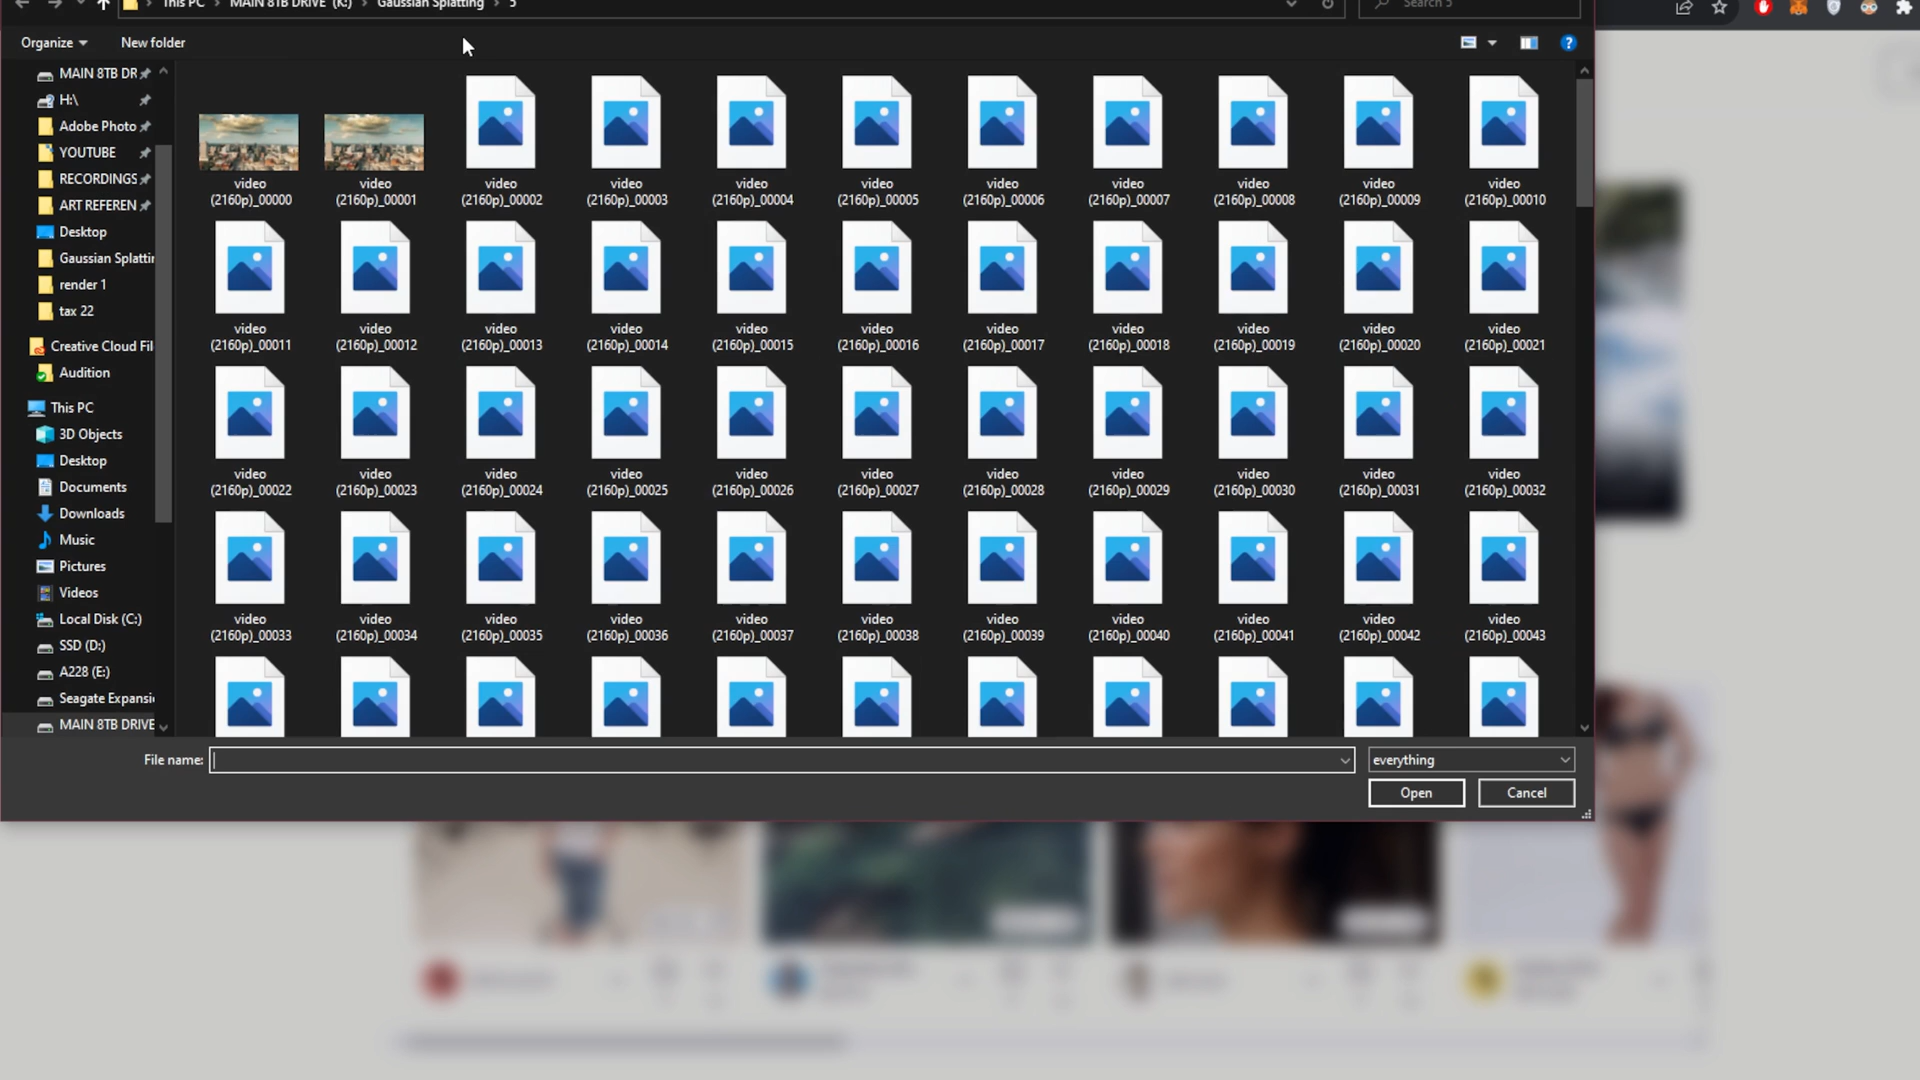 This PC > MAIN 8TB DRIVE (K:) > Gaussian Splatting > 5
Search 5
Organize
New folder
MAIN 8TB DR
H:\
Adobe Photo
YOUTUBE
RECORDINGS
ART REFEREN
Desktop
Gaussian Splattin
render 1
tax 22
Creative Cloud Fil
Audition
This PC
3D Objects
Desktop
Documents
Downloads
Music
Pictures
Videos
Local Disk (C:)
SSD (D:)
A228 (E:)
Seagate Expansi
MAIN 8TB DRIVE
video video video video video video video video video video video
(2160p)_00000 (2160p)_00001 (2160p)_00002 (2160p)_00003 (2160p)_00004 (2160p)_00005 (2160p)_00006 (2160p)_00007 (2160p)_00008 (2160p)_00009 (2160p)_00010
video video video video video video video video video video video
(2160p)_00011 (2160p)_00012 (2160p)_00013 (2160p)_00014 (2160p)_00015 (2160p)_00016 (2160p)_00017 (2160p)_00018 (2160p)_00019 (2160p)_00020 (2160p)_00021
video video video video video video video video video video video
(2160p)_00022 (2160p)_00023 (2160p)_00024 (2160p)_00025 (2160p)_00026 (2160p)_00027 (2160p)_00028 (2160p)_00029 (2160p)_00030 (2160p)_00031 (2160p)_00032
video video video video video video video video video video video
(2160p)_00033 (2160p)_00034 (2160p)_00035 (2160p)_00036 (2160p)_00037 (2160p)_00038 (2160p)_00039 (2160p)_00040 (2160p)_00041 (2160p)_00042 (2160p)_00043
File name:
everything
Open
Cancel